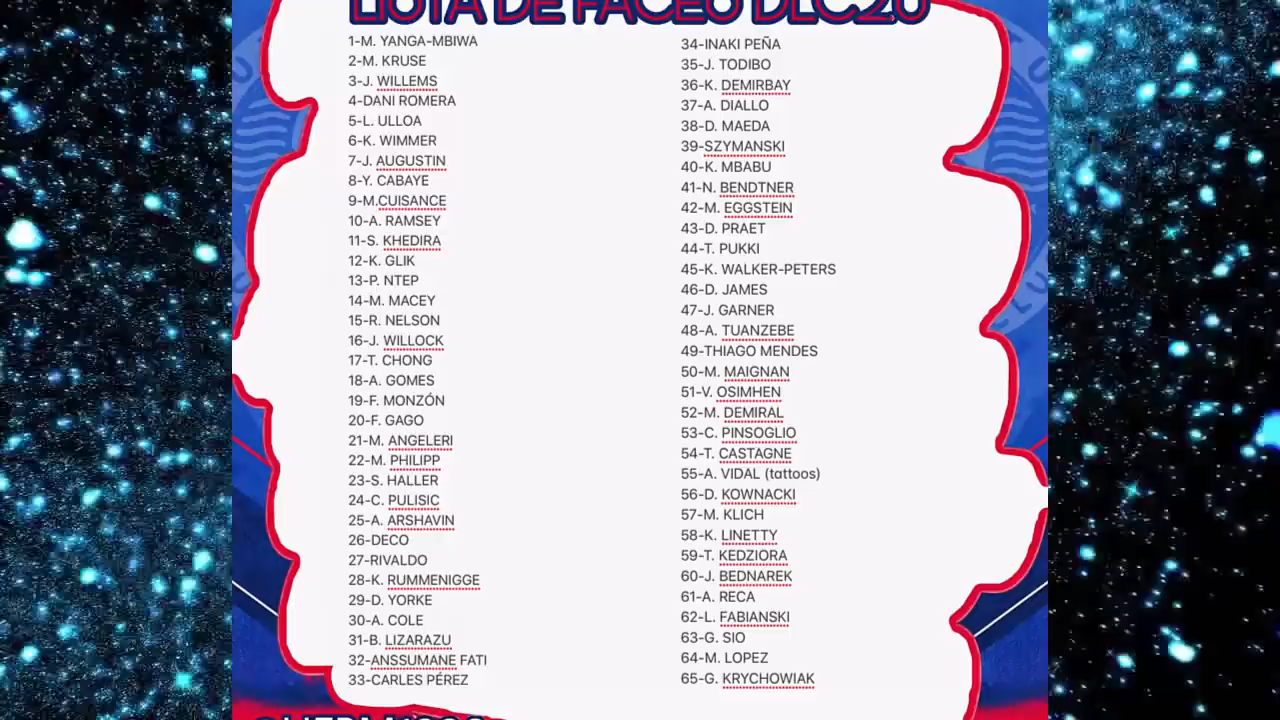 LISTA DE FACES DLC2.0
1-M. YANGA-MBIWA
2-M. KRUSE
3-J. WILLEMS
4-DANI ROMERA
5-L. ULLOA
6-K. WIMMER
7-J. AUGUSTIN
8-Y. CABAYE
9-M.CUISANCE
10-A. RAMSEY
11-S. KHEDIRA
12-K. GLIK
13-P. NTEP
14-M. MACEY
15-R. NELSON
16-J. WILLOCK
17-T. CHONG
18-A. GOMES
19-F. MONZÓN
20-F. GAGO
21-M. ANGELERI
22-M. PHILIPP
23-S. HALLER
24-C. PULISIC
25-A. ARSHAVIN
26-DECO
27-RIVALDO
28-K. RUMMENIGGE
29-D. YORKE
30-A. COLE
31-B. LIZARAZU
32-ANSSUMANE FATI
33-CARLES PÉREZ
34-INAKI PEÑA
35-J. TODIBO
36-K. DEMIRBAY
37-A. DIALLO
38-D. MAEDA
39-SZYMANSKI
40-K. MBABU
41-N. BENDTNER
42-M. EGGSTEIN
43-D. PRAET
44-T. PUKKI
45-K. WALKER-PETERS
46-D. JAMES
47-J. GARNER
48-A. TUANZEBE
49-THIAGO MENDES
50-M. MAIGNAN
51-V. OSIMHEN
52-M. DEMIRAL
53-C. PINSOGLIO
54-T. CASTAGNE
55-A. VIDAL (tattoos)
56-D. KOWNACKI
57-M. KLICH
58-K. LINETTY
59-T. KEDZIORA
60-J. BEDNAREK
61-A. RECA
62-L. FABIANSKI
63-G. SIO
64-M. LOPEZ
65-G. KRYCHOWIAK